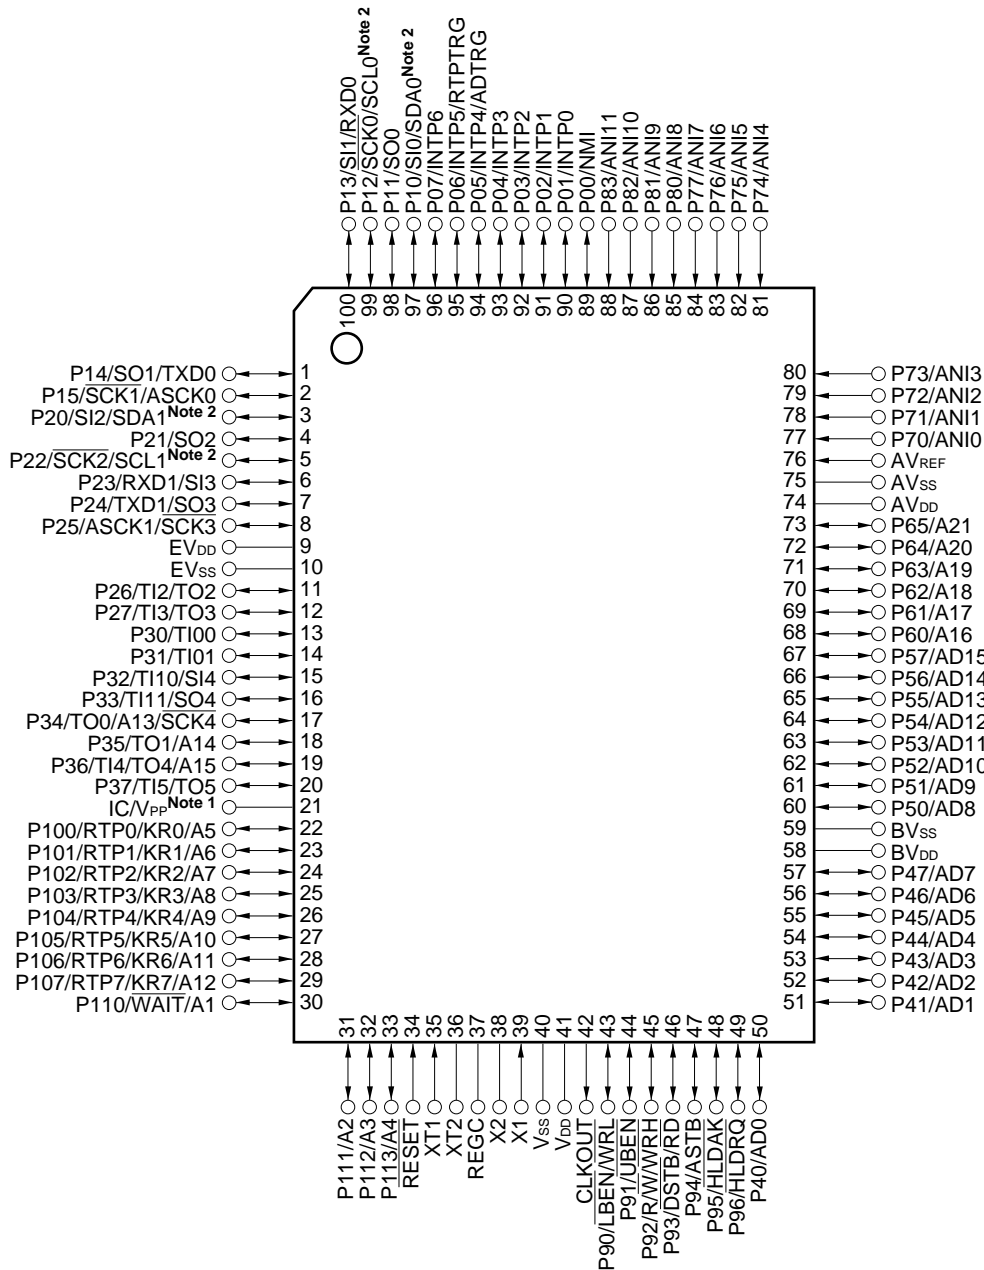 P13/SI1/RXD0
P12/SCK0/SCL0Note 2
P11/SO0
P10/SI0/SDA0Note 2
P07/INTP6
P06/INTP5/RTPTRG
P05/INTP4/ADTRG
P04/INTP3
P03/INTP2
P02/INTP1
P01/INTP0
P00/NMI
P83/ANI11
P82/ANI10
P81/ANI9
P80/ANI8
P77/ANI7
P76/ANI6
P75/ANI5
P74/ANI4
100 99 98 97 96 95 94 93 92 91 90 89 88 87 86 85 84 83 82 81
P14/SO1/TXD0 1
P15/SCK1/ASCK0 2
P20/SI2/SDA1Note 2 3
P21/SO2 4
P22/SCK2/SCL1Note 2 5
P23/RXD1/SI3 6
P24/TXD1/SO3 7
P25/ASCK1/SCK3 8
EVDD 9
EVSS 10
P26/TI2/TO2 11
P27/TI3/TO3 12
P30/TI00 13
P31/TI01 14
P32/TI10/SI4 15
P33/TI11/SO4 16
P34/TO0/A13/SCK4 17
P35/TO1/A14 18
P36/TI4/TO4/A15 19
P37/TI5/TO5 20
IC/VPPNote 1 21
P100/RTP0/KR0/A5 22
P101/RTP1/KR1/A6 23
P102/RTP2/KR2/A7 24
P103/RTP3/KR3/A8 25
P104/RTP4/KR4/A9 26
P105/RTP5/KR5/A10 27
P106/RTP6/KR6/A11 28
P107/RTP7/KR7/A12 29
P110/WAIT/A1 30
80 P73/ANI3
79 P72/ANI2
78 P71/ANI1
77 P70/ANI0
76 AVREF
75 AVSS
74 AVDD
73 P65/A21
72 P64/A20
71 P63/A19
70 P62/A18
69 P61/A17
68 P60/A16
67 P57/AD15
66 P56/AD14
65 P55/AD13
64 P54/AD12
63 P53/AD11
62 P52/AD10
61 P51/AD9
60 P50/AD8
59 BVSS
58 BVDD
57 P47/AD7
56 P46/AD6
55 P45/AD5
54 P44/AD4
53 P43/AD3
52 P42/AD2
51 P41/AD1
31 32 33 34 35 36 37 38 39 40 41 42 43 44 45 46 47 48 49 50
P111/A2
P112/A3
P113/A4
RESET
XT1
XT2
REGC
X2
X1
VSS
VDD
CLKOUT
P90/LBEN/WRL
P91/UBEN
P92/R/W/WRH
P93/DSTB/RD
P94/ASTB
P95/HLDAK
P96/HLDRQ
P40/AD0